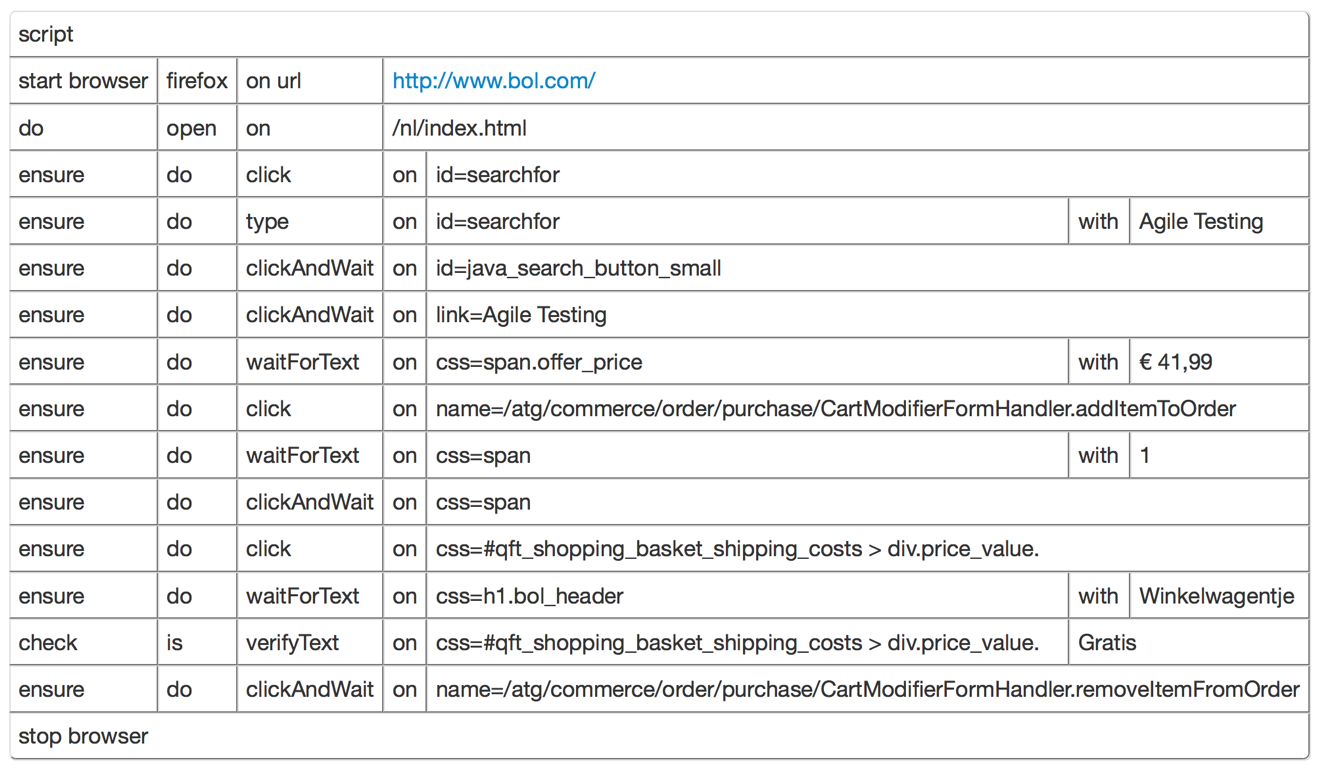 script
start browser firefox on url http://www.bol.com/
do open on /nl/index.html
ensure do click on id=searchfor
ensure do type on id=searchfor with Agile Testing
ensure do clickAndWait on id=java_search_button_small
ensure do clickAndWait on link=Agile Testing
ensure do waitForText on css=span.offer_price with € 41,99
ensure do click on name=/atg/commerce/order/purchase/CartModifierFormHandler.addItemToOrder
ensure do waitForText on css=span with 1
ensure do clickAndWait on css=span
ensure do click on css=#qft_shopping_basket_shipping_costs > div.price_value.
ensure do waitForText on css=h1.bol_header with Winkelwagentje
check is verifyText on css=#qft_shopping_basket_shipping_costs > div.price_value. Gratis
ensure do clickAndWait on name=/atg/commerce/order/purchase/CartModifierFormHandler.removeItemFromOrder
stop browser